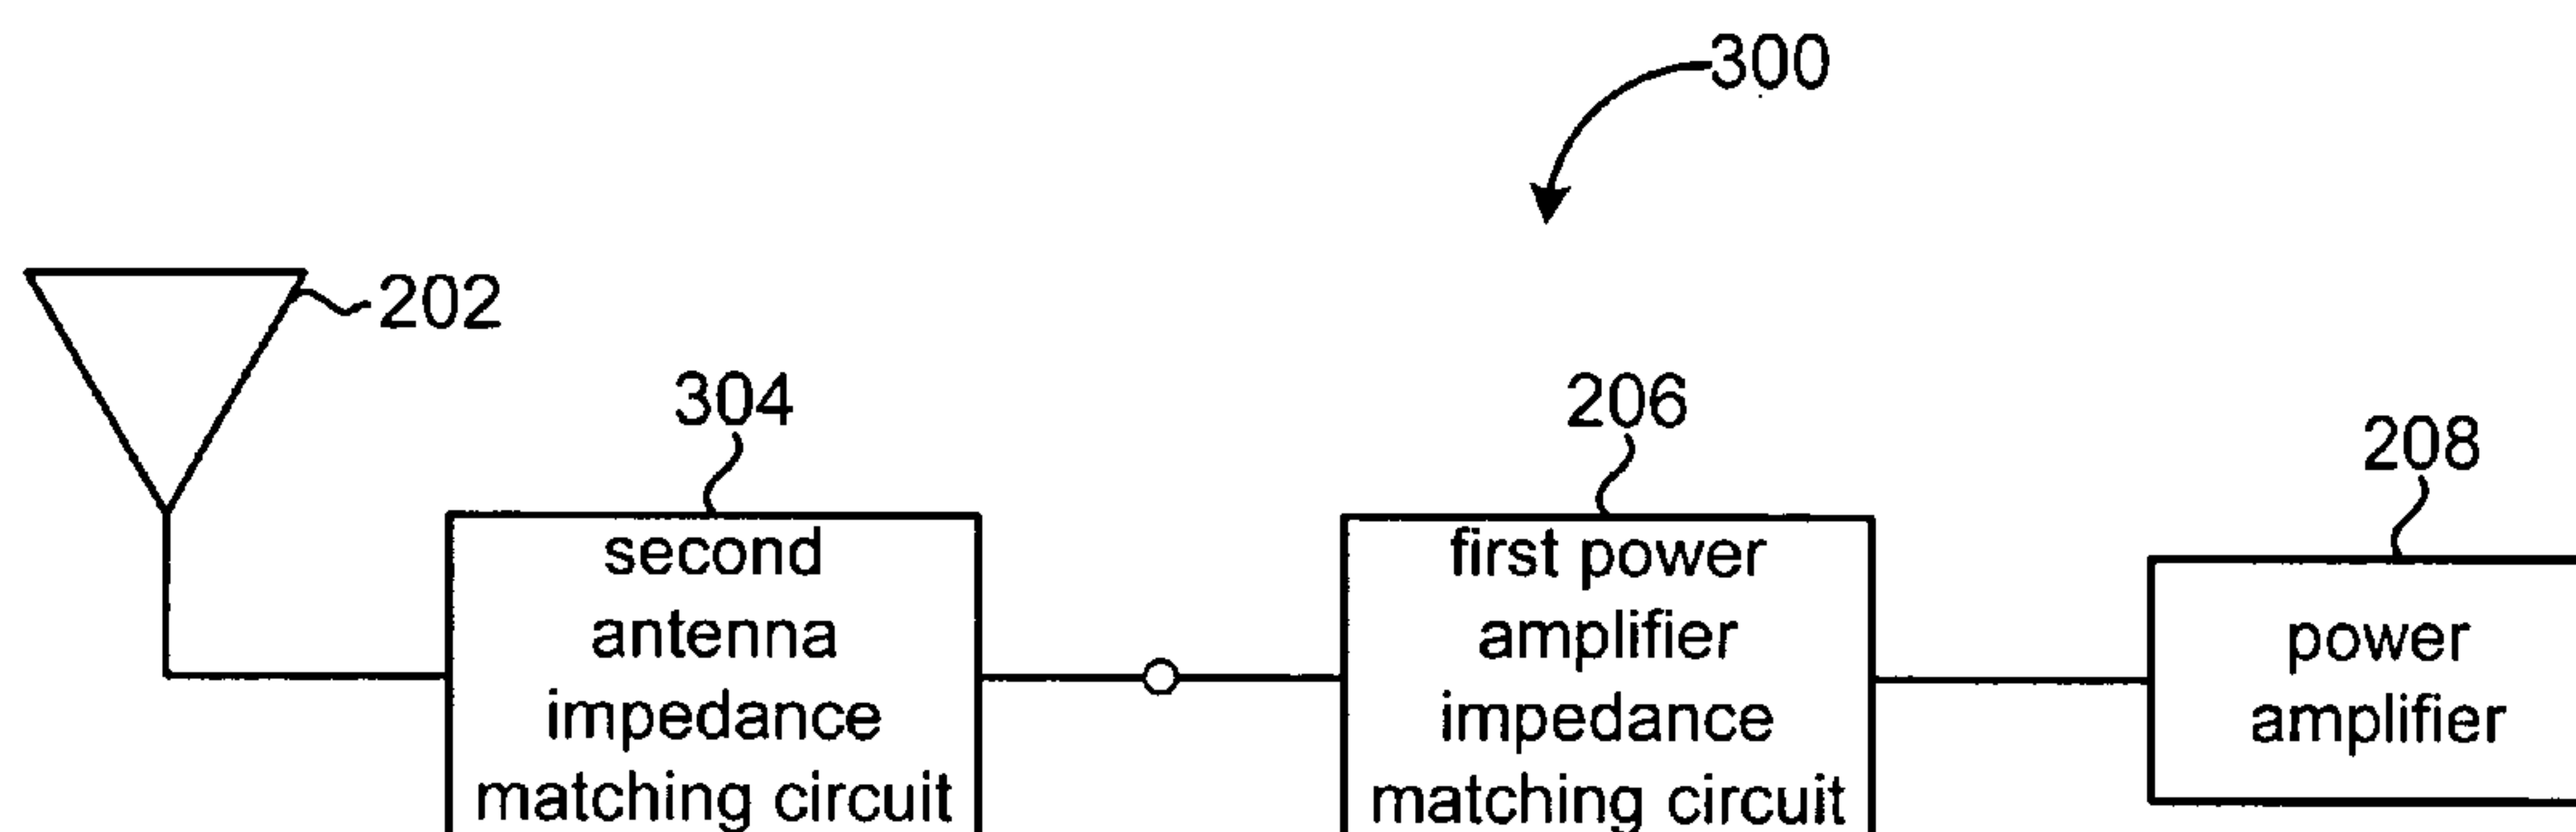 300
202
304
206
208
second
antenna
impedance
matching circuit
first power
amplifier
impedance
matching circuit
power
amplifier